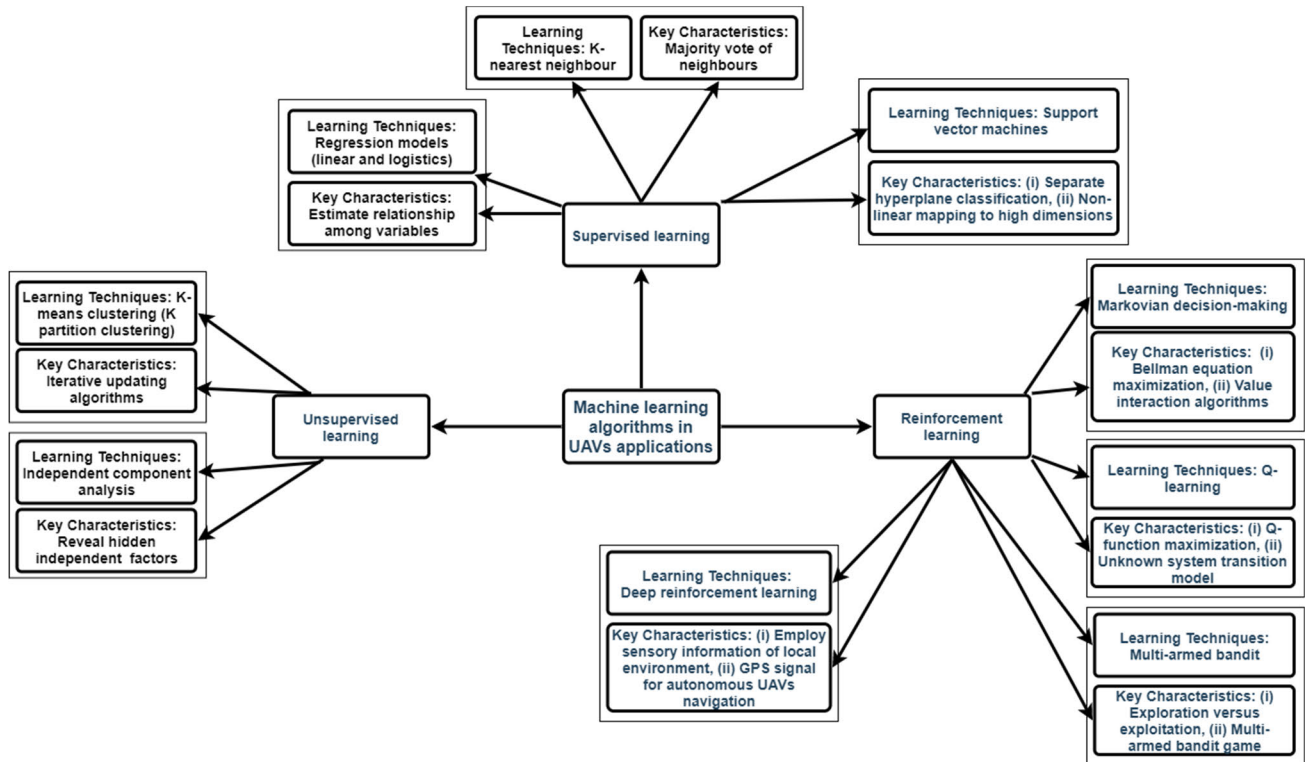 Learning
Techniques: K-
nearest neighbour
Key Characteristics:
Majority vote of
neighbours
Learning Techniques:
Regression models
(linear and logistics)
Key Characteristics:
Estimate relationship
among variables
Learning Techniques: Support
vector machines
Key Characteristics: (i) Separate
hyperplane classification, (ii) Non-
linear mapping to high dimensions
Supervised learning
Learning Techniques: K-
means clustering (K
partition clustering)
Key Characteristics:
Iterative updating
algorithms
Learning Techniques:
Independent component
analysis
Key Characteristics:
Reveal hidden
independent factors
Unsupervised
learning
Machine learning
algorithms in
UAVs applications
Reinforcement
learning
Learning Techniques:
Markovian decision-making
Key Characteristics: (i)
Bellman equation
maximization, (ii) Value
interaction algorithms
Learning Techniques: Q-
learning
Key Characteristics: (i) Q-
function maximization, (ii)
Unknown system transition
model
Learning Techniques:
Deep reinforcement learning
Key Characteristics: (i) Employ
sensory information of local
environment, (ii) GPS signal
for autonomous UAVs
navigation
Learning Techniques:
Multi-armed bandit
Key Characteristics: (i)
Exploration versus
exploitation, (ii) Multi-
armed bandit game